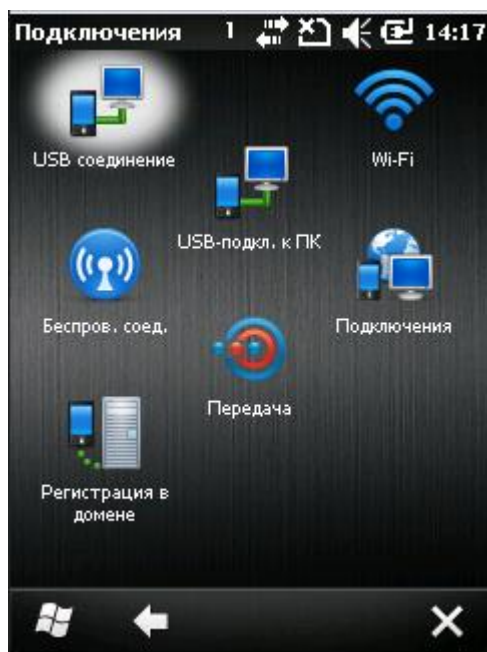 Подключения 1 14:17
USB соединение
Wi-Fi
USB-подкл. к ПК
Беспров. соед.
Подключения
Передача
Регистрация в
домене